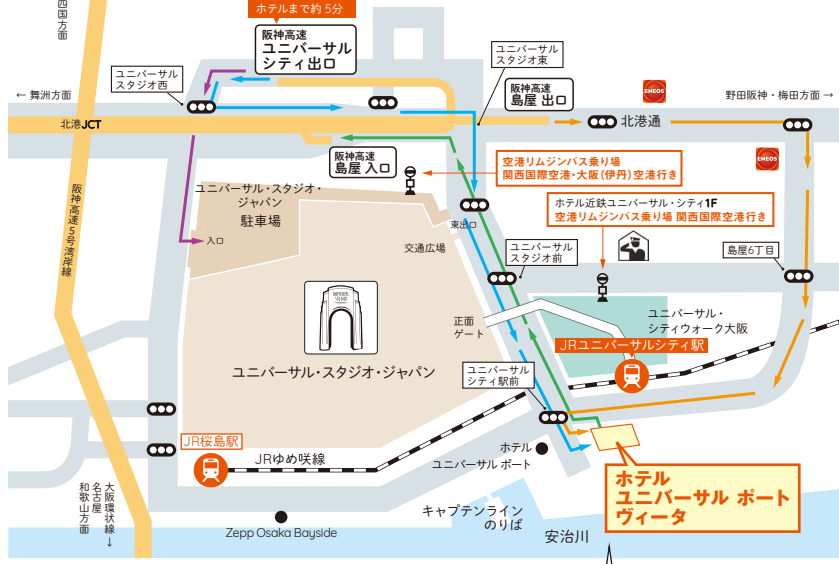 四国方面
ホテルまで約5分
阪神高速
ユニバーサル
シティ出口
ユニバーサル
スタジオ西
ユニバーサル
スタジオ東
阪神高速
島屋 出口
ENEOS
← 舞洲方面
野田阪神・梅田方面 →
北港JCT
北港通
阪神高速
島屋 入口
空港リムジンバス乗り場
関西国際空港・大阪(伊丹)空港行き
ENEOS
阪神高速5号湾岸線
ユニバーサル・スタジオ・
ジャパン
駐車場
入口
ホテル近鉄ユニバーサル・シティ1F
空港リムジンバス乗り場 関西国際空港行き
東出口
交通広場
ユニバーサル
スタジオ前
島屋6丁目
正面
ゲート
ユニバーサル・
シティウォーク大阪
JRユニバーサルシティ駅
ユニバーサル・スタジオ・ジャパン
ユニバーサル
シティ駅前
JR桜島駅
JRゆめ咲線
ホテル
ユニバーサル ポート
ホテル
ユニバーサル ポート
ヴィータ
大阪環状線→
名古屋
和歌山方面
キャプテンライン
のりば
Zepp Osaka Bayside
安治川